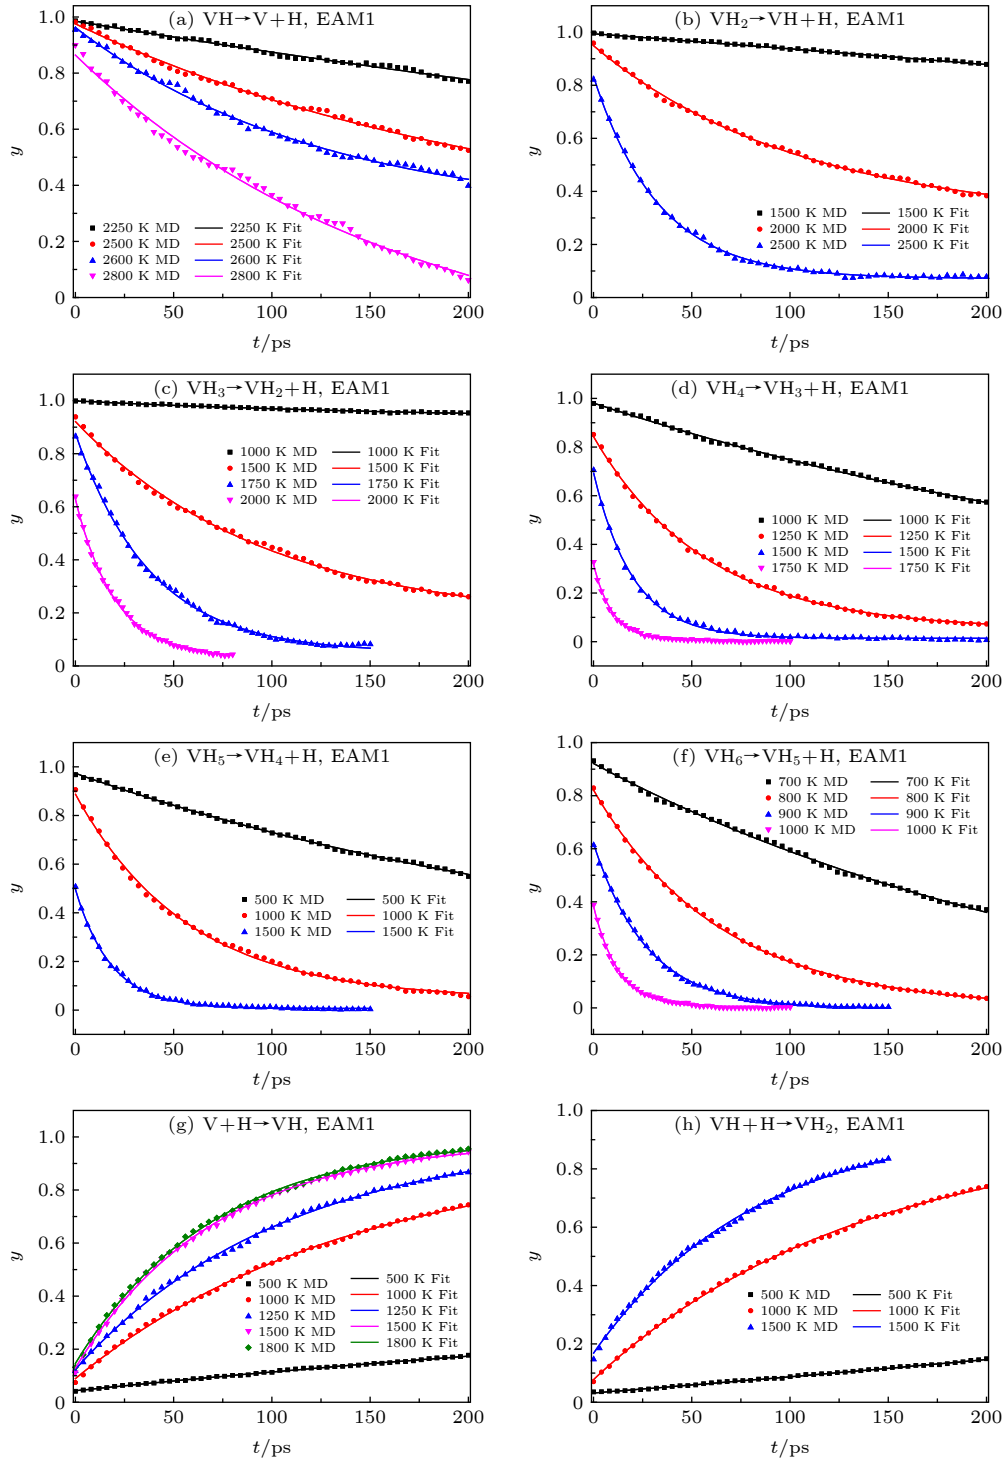 (a) VH→V+H, EAM1
1.0
0.8
0.6
0.4
0.2
0
y
2250 K MD 2250 K Fit
2500 K MD 2500 K Fit
2600 K MD 2600 K Fit
2800 K MD 2800 K Fit
0 50 100 150 200
t/ps
(b) VH₂→VH+H, EAM1
1.0
0.8
0.6
0.4
0.2
0
y
1500 K MD 1500 K Fit
2000 K MD 2000 K Fit
2500 K MD 2500 K Fit
0 50 100 150 200
t/ps
(c) VH₃→VH₂+H, EAM1
1.0
0.8
0.6
0.4
0.2
0
y
1000 K MD 1000 K Fit
1500 K MD 1500 K Fit
1750 K MD 1750 K Fit
2000 K MD 2000 K Fit
0 50 100 150 200
t/ps
(d) VH₄→VH₃+H, EAM1
1.0
0.8
0.6
0.4
0.2
0
y
1000 K MD 1000 K Fit
1250 K MD 1250 K Fit
1500 K MD 1500 K Fit
1750 K MD 1750 K Fit
0 50 100 150 200
t/ps
(e) VH₅→VH₄+H, EAM1
1.0
0.8
0.6
0.4
0.2
0
y
500 K MD 500 K Fit
1000 K MD 1000 K Fit
1500 K MD 1500 K Fit
0 50 100 150 200
t/ps
(f) VH₆→VH₅+H, EAM1
1.0
0.8
0.6
0.4
0.2
0
y
700 K MD 700 K Fit
800 K MD 800 K Fit
900 K MD 900 K Fit
1000 K MD 1000 K Fit
0 50 100 150 200
t/ps
(g) V+H→VH, EAM1
1.0
0.8
0.6
0.4
0.2
0
y
500 K MD 500 K Fit
1000 K MD 1000 K Fit
1250 K MD 1250 K Fit
1500 K MD 1500 K Fit
1800 K MD 1800 K Fit
0 50 100 150 200
t/ps
(h) VH+H→VH₂, EAM1
1.0
0.8
0.6
0.4
0.2
0
y
500 K MD 500 K Fit
1000 K MD 1000 K Fit
1500 K MD 1500 K Fit
0 50 100 150 200
t/ps